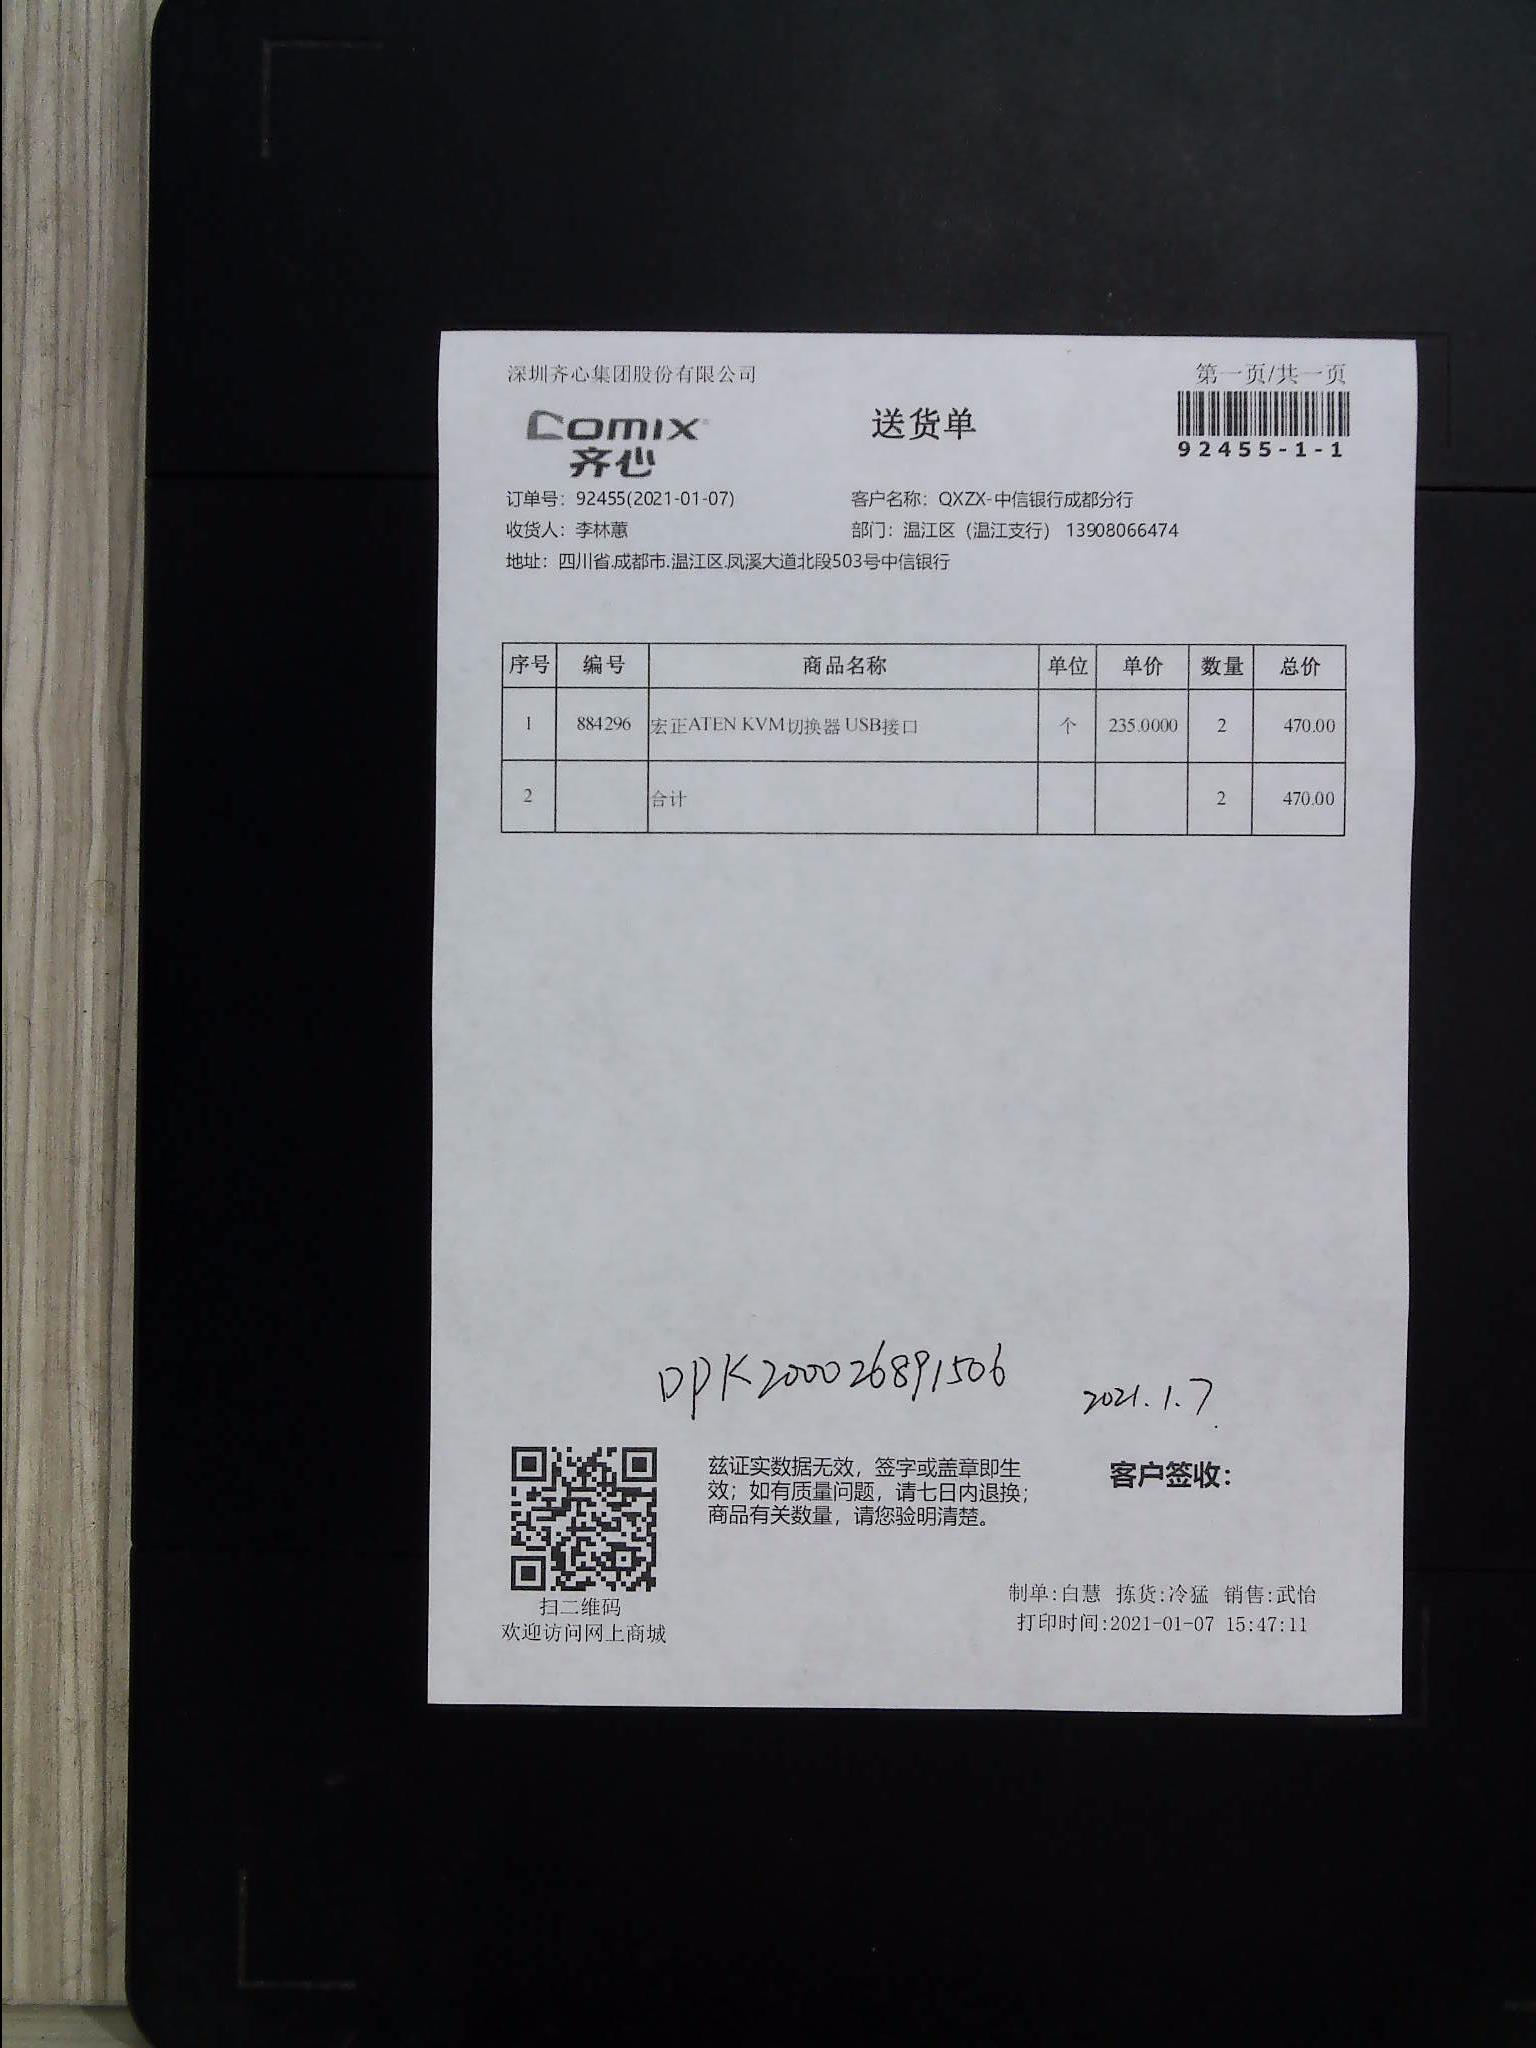 深圳齐心集团股份有限公司
第一页/共一页
Comix
齐心
送货单
92455-1-1
订单号：92455(2021-01-07) 客户名称：QXZX-中信银行成都分行
收货人：李林蕙 部门：温江区（温江支行） 13908066474
地址：四川省.成都市.温江区.凤溪大道北段503号中信银行
序号 编号 商品名称 单位 单价 数量 总价
1 884296 宏正ATEN KVM切换器 USB接口 个 235.0000 2 470.00
2 合计 2 470.00
DPK200026891506
2021.1.7
兹证实数据无效，签字或盖章即生
效；如有质量问题，请七日内退换；
商品有关数量，请您验明清楚。
客户签收：
扫二维码
欢迎访问网上商城
制单:白慧 拣货:冷猛 销售:武怡
打印时间:2021-01-07 15:47:11